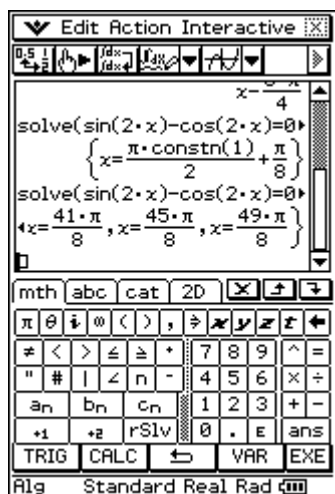 Edit Action Interactive
x-
4
solve(sin(2·x)-cos(2·x)=0▸
{x=π·constn(1)/2+π/8}
solve(sin(2·x)-cos(2·x)=0▸
◂x=41·π/8,x=45·π/8,x=49·π/8}
mth abc cat 2D
π θ i ∞ ( ) , ⇒ x y z t ←
≠ < > ≤ ≥ 7 8 9 ^ =
" # | ∠ 4 5 6 × ÷
an bn cn 1 2 3 + -
+1 +2 rSlv 0 . E ans
TRIG CALC VAR EXE
Alg Standard Real Rad